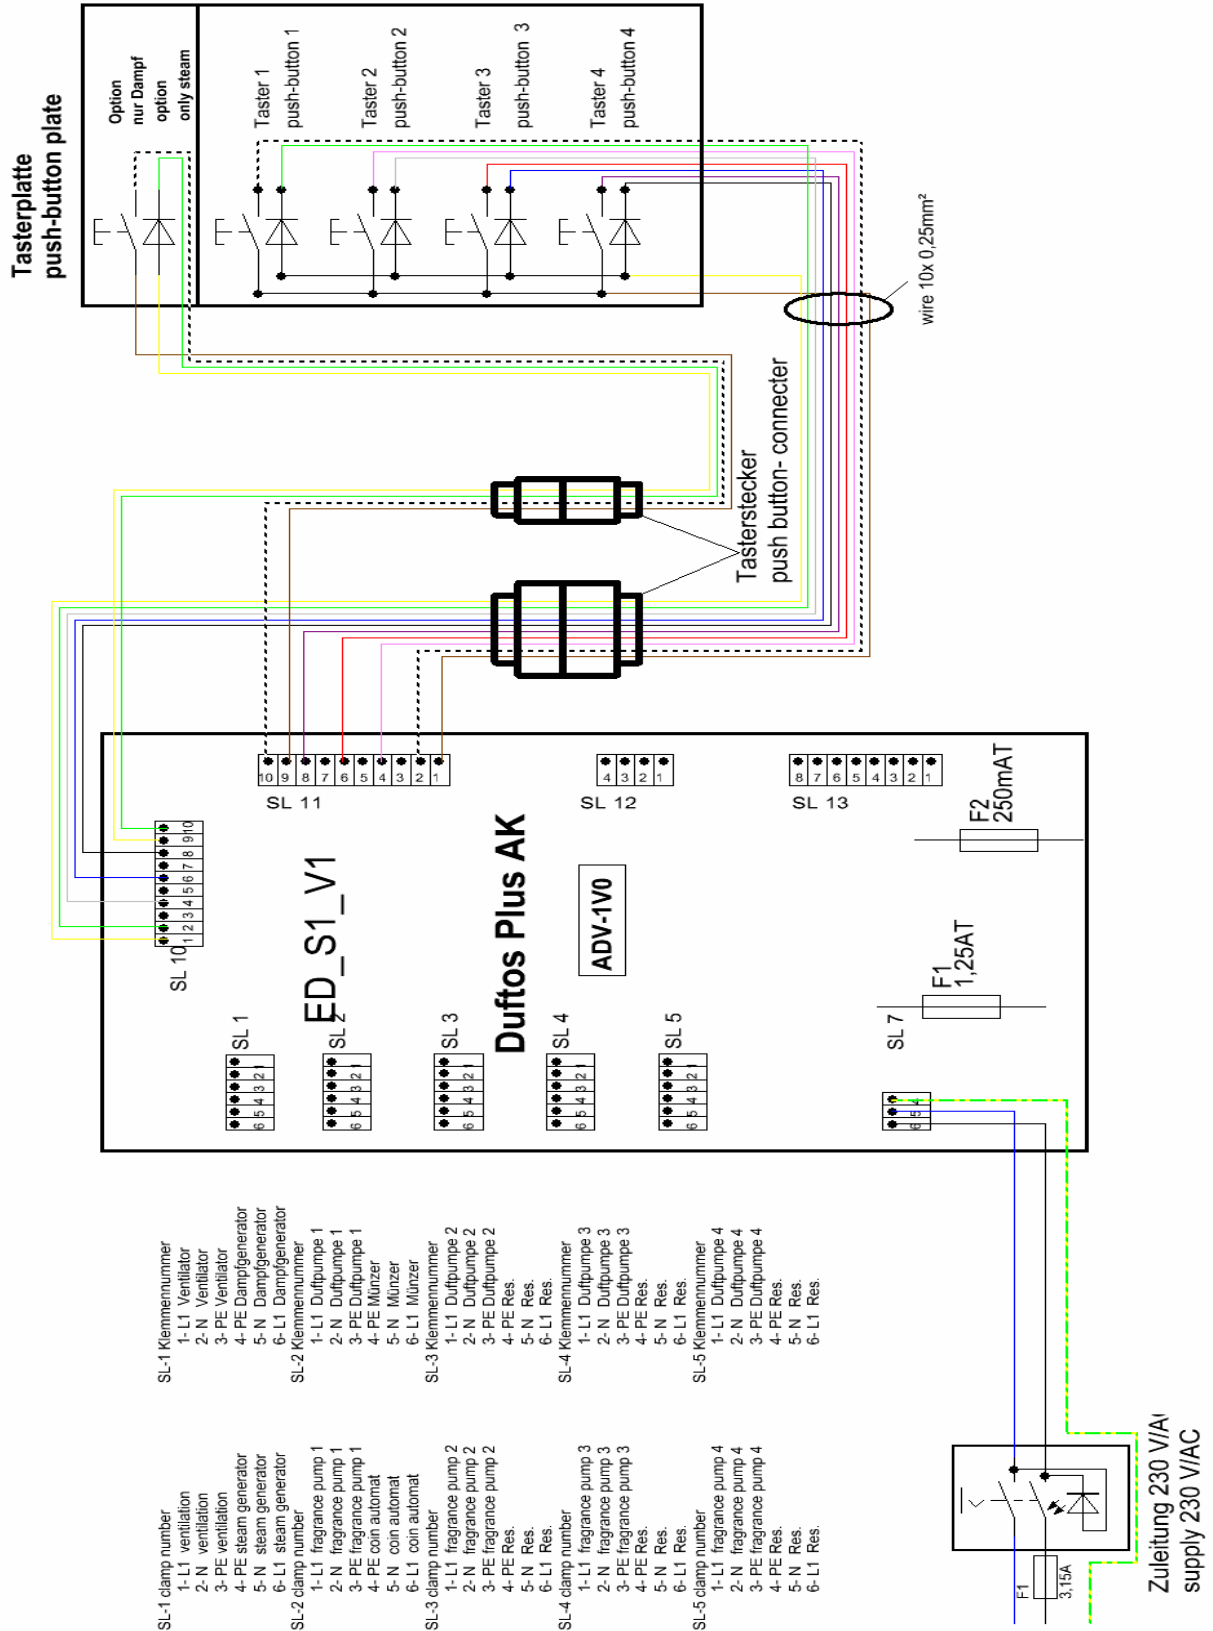 Tasterplatte
push-button plate
Option
nur Dampf
option
only steam
Taster 1
push-button 1
Taster 2
push-button 2
Taster 3
push-button 3
Taster 4
push-button 4
wire 10x 0,25mm²
Tasterstecker
push button- connecter
SL 10
1 2 3 4 5 6 7 8 9 10
SL 11
10 9 8 7 6 5 4 3 2 1
SL 12
4 3 2 1
SL 13
8 7 6 5 4 3 2 1
ED_S1_V1
Duftos Plus AK
ADV-1V0
F2
250mAT
F1
1,25AT
SL 1
6 5 4 3 2 1
SL 2
6 5 4 3 2 1
SL 3
6 5 4 3 2 1
SL 4
6 5 4 3 2 1
SL 5
6 5 4 3 2 1
SL 7
6 5 4
SL-1 Klemmennummer
1- L1 Ventilator
2- N Ventilator
3- PE Ventilator
4- PE Dampfgenerator
5- N Dampfgenerator
6- L1 Dampfgenerator
SL-2 Klemmennummer
1- L1 Duftpumpe 1
2- N Duftpumpe 1
3- PE Duftpumpe 1
4- PE Münzer
5- N Münzer
6- L1 Münzer
SL-3 Klemmennummer
1- L1 Duftpumpe 2
2- N Duftpumpe 2
3- PE Duftpumpe 2
4- PE Res.
5- N Res.
6- L1 Res.
SL-4 Klemmennummer
1- L1 Duftpumpe 3
2- N Duftpumpe 3
3- PE Duftpumpe 3
4- PE Res.
5- N Res.
6- L1 Res.
SL-5 Klemmennummer
1- L1 Duftpumpe 4
2- N Duftpumpe 4
3- PE Duftpumpe 4
4- PE Res.
5- N Res.
6- L1 Res.
SL-1 clamp number
1- L1 ventilation
2- N ventilation
3- PE ventilation
4- PE steam generator
5- N steam generator
6- L1 steam generator
SL-2 clamp number
1- L1 fragrance pump 1
2- N fragrance pump 1
3- PE fragrance pump 1
4- PE coin automat
5- N coin automat
6- L1 coin automat
SL-3 clamp number
1- L1 fragrance pump 2
2- N fragrance pump 2
3- PE fragrance pump 2
4- PE Res.
5- N Res.
6- L1 Res.
SL-4 clamp number
1- L1 fragrance pump 3
2- N fragrance pump 3
3- PE fragrance pump 3
4- PE Res.
5- N Res.
6- L1 Res.
SL-5 clamp number
1- L1 fragrance pump 4
2- N fragrance pump 4
3- PE fragrance pump 4
4- PE Res.
5- N Res.
6- L1 Res.
F1
3,15A
Zuleitung 230 V/A
supply 230 V/AC